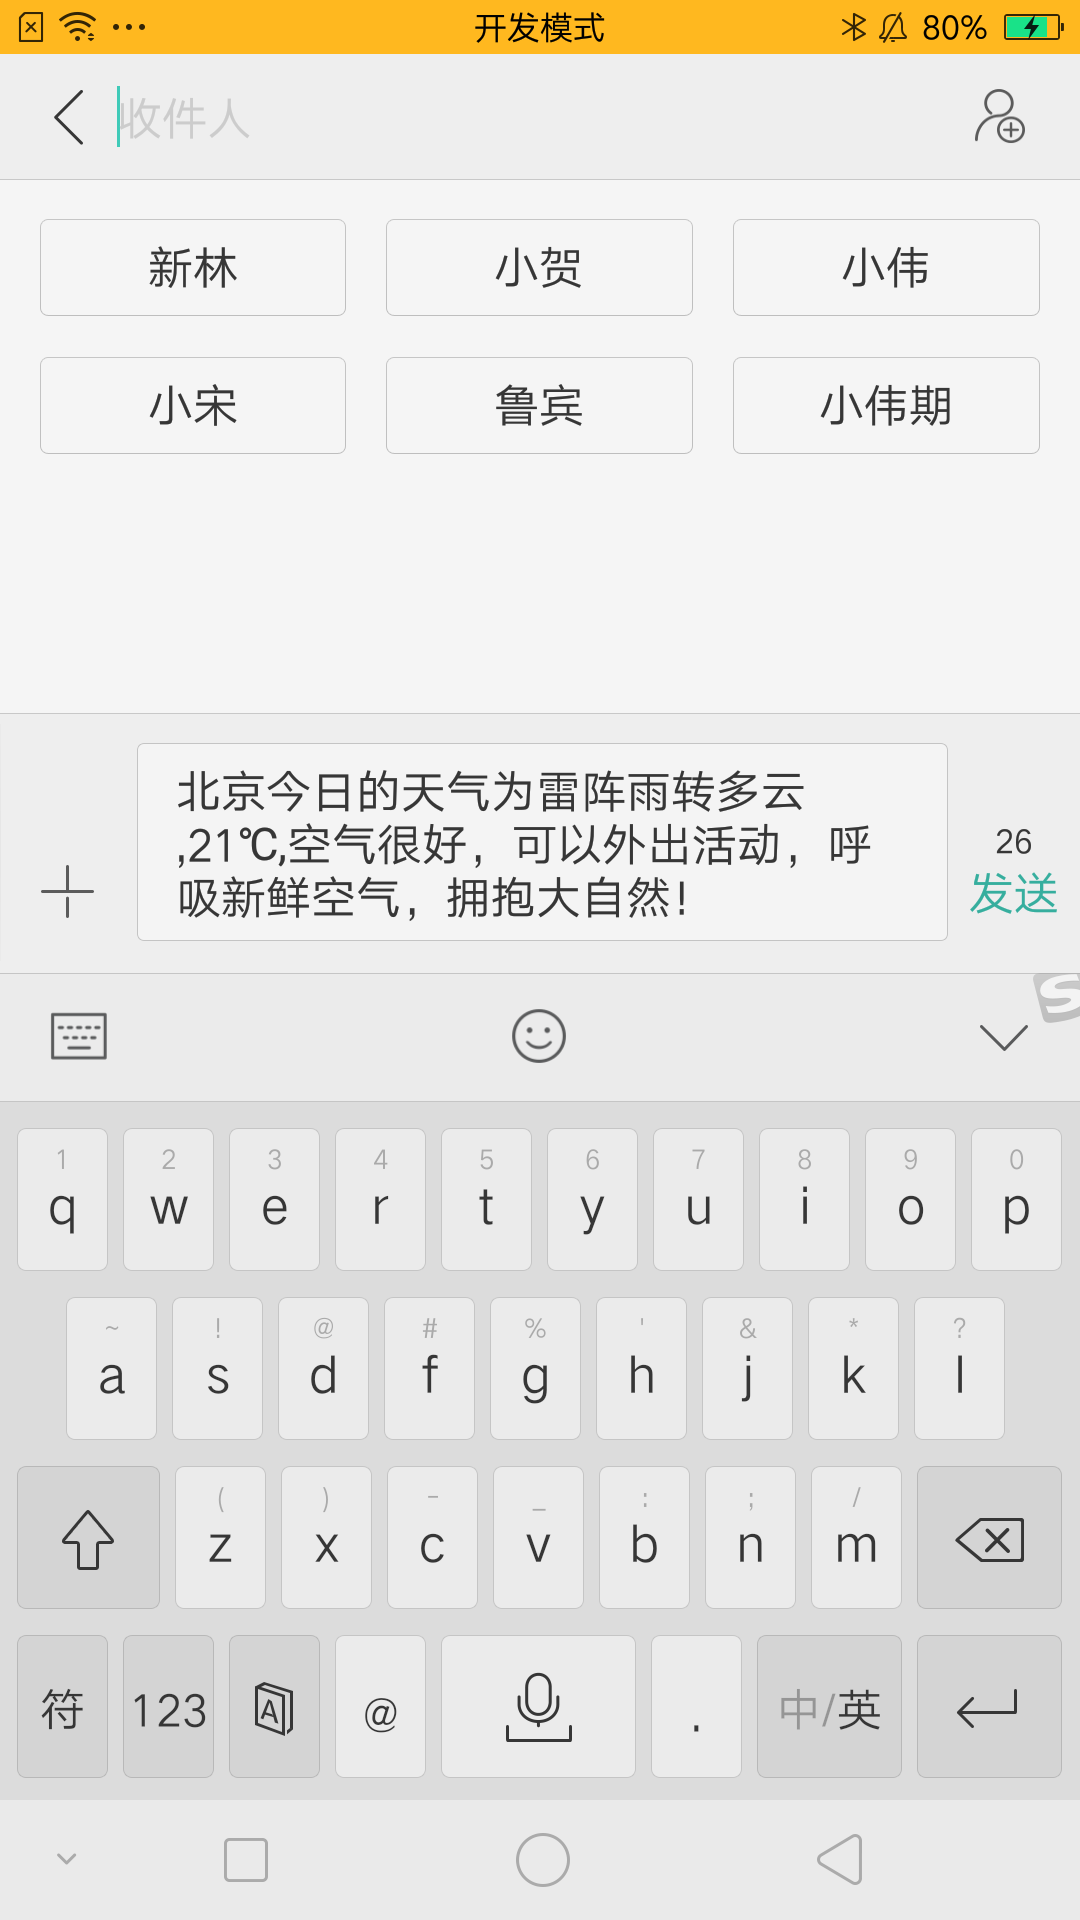 开发模式
80%
收件人
新林 小贺 小伟
小宋 鲁宾 小伟期
北京今日的天气为雷阵雨转多云
,21℃,空气很好，可以外出活动，呼
吸新鲜空气，拥抱大自然!
26
发送
1 2 3 4 5 6 7 8 9 0
q w e r t y u i o p
~ ! @ # % ' & * ?
a s d f g h j k l
( ) - _ : ; /
z x c v b n m
符 123 A @ . 中/英